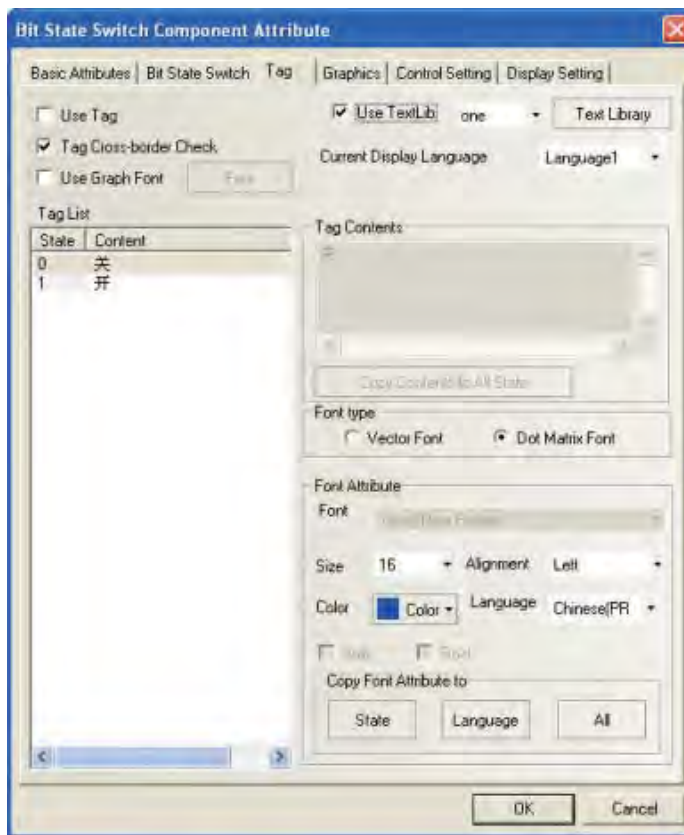 Bit State Switch Component Attribute
Basic Attributes Bit State Switch Tag Graphics Control Setting Display Setting
Use Tag
Tag Cross-border Check
Use Graph Font Font
Tag List
State Content
0 关
1 开
Use TextLib one Text Library
Current Display Language Language1
Tag Contents
Copy Contents to All State
Font type
Vector Font Dot Matrix Font
Font Attribute
Font
Size 16 Alignment Left
Color Color Language Chinese(PR
Copy Font Attribute to
State Language All
OK Cancel